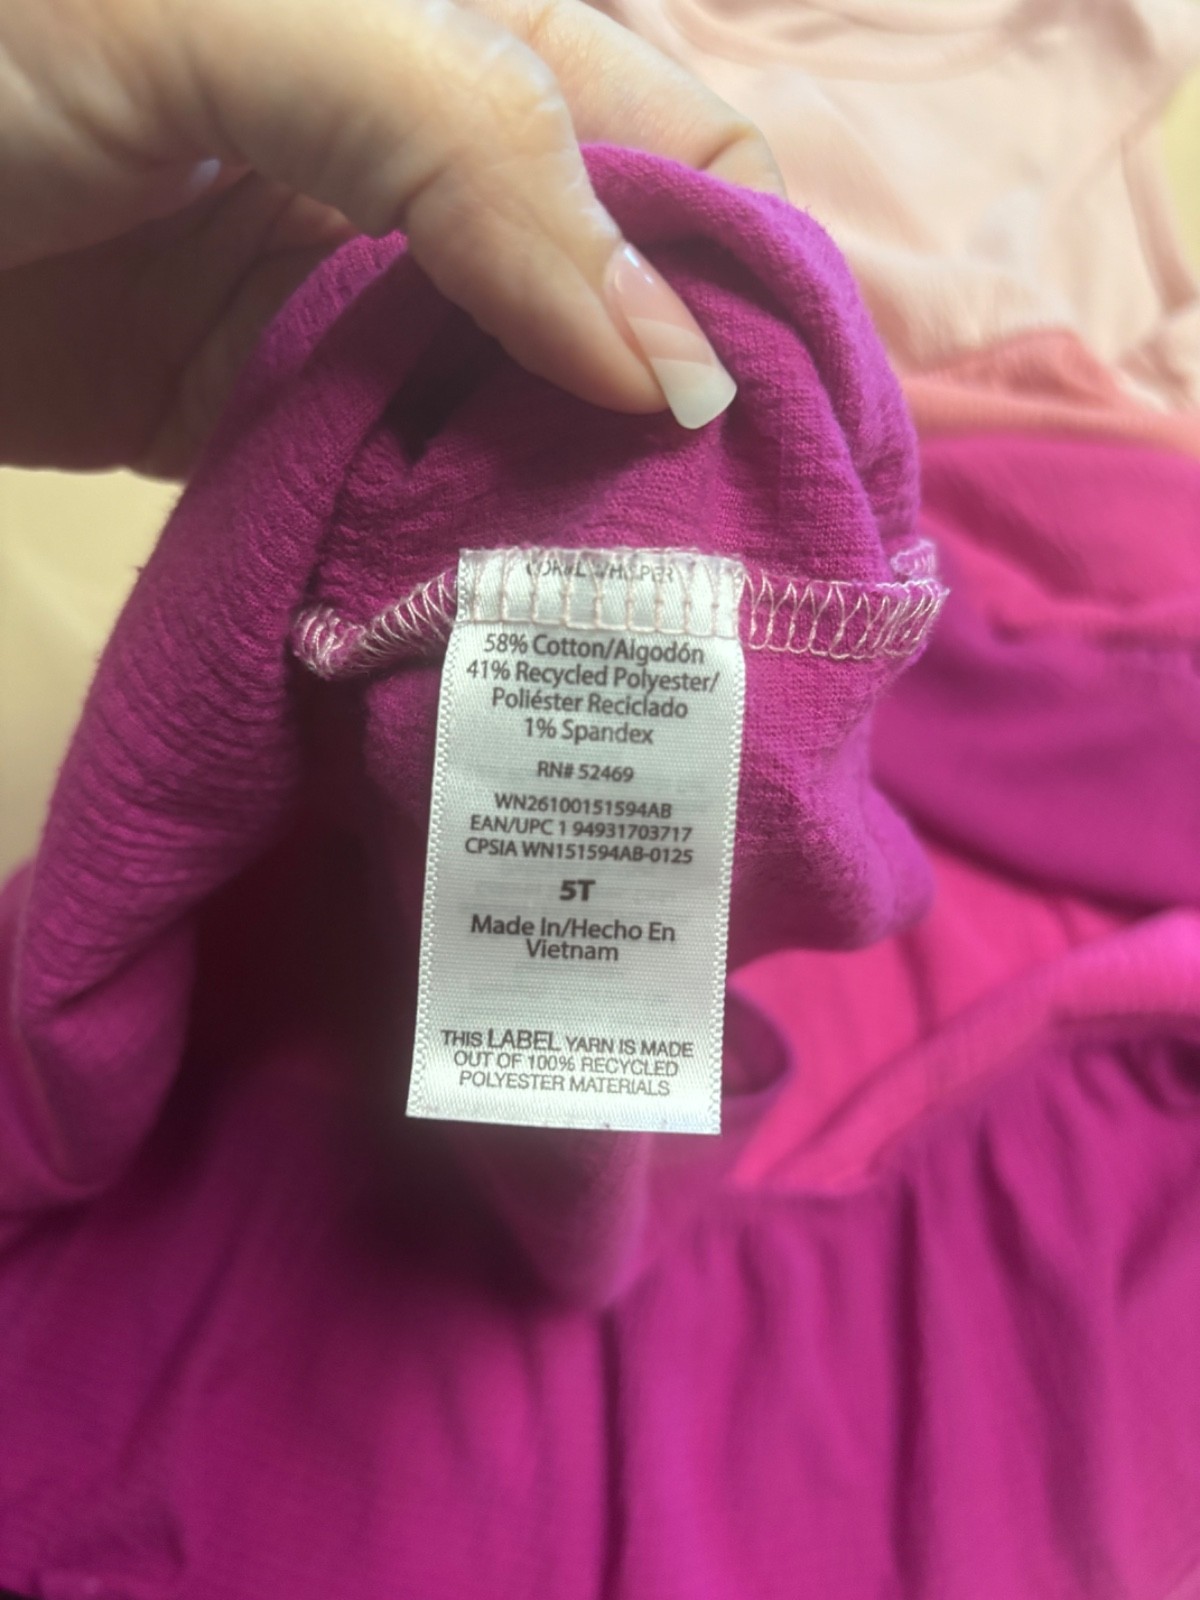 58% Cotton/Algodón
41% Recycled Polyester/
Poliéster Reciclado
1% Spandex
RN# 52469
WN26100151594AB
EAN/UPC 1 94931703717
CPSIA WN151594AB-0125
5T
Made In/Hecho En
Vietnam
THIS LABEL YARN IS MADE
OUT OF 100% RECYCLED
POLYESTER MATERIALS